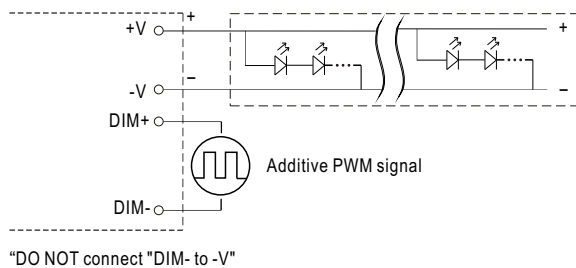 +
+V
+
−
-V
−
DIM+
Additive PWM signal
DIM-
“DO NOT connect "DIM- to -V"